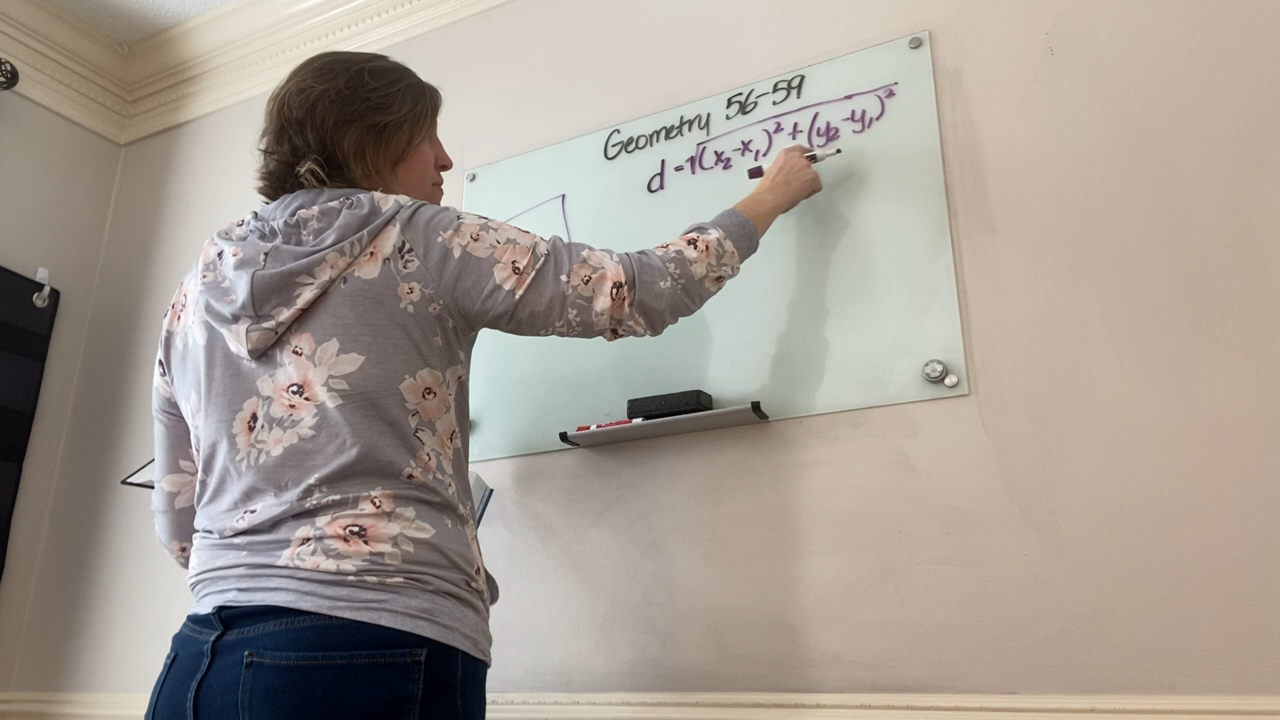 Geometry 56-59
d = √(x₂-x₁)² + (y₂-y₁)²